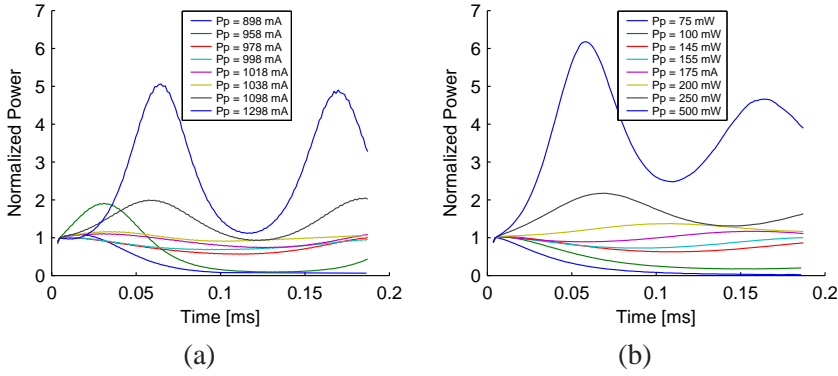 7
6
5
4
3
2
1
0
Normalized Power
Pp = 898 mA
Pp = 958 mA
Pp = 978 mA
Pp = 998 mA
Pp = 1018 mA
Pp = 1038 mA
Pp = 1098 mA
Pp = 1298 mA
0 0.05 0.1 0.15 0.2
Time [ms]
(a)
7
6
5
4
3
2
1
0
Normalized Power
Pp = 75 mW
Pp = 100 mW
Pp = 145 mW
Pp = 155 mW
Pp = 175 mA
Pp = 200 mW
Pp = 250 mW
Pp = 500 mW
0 0.05 0.1 0.15 0.2
Time [ms]
(b)